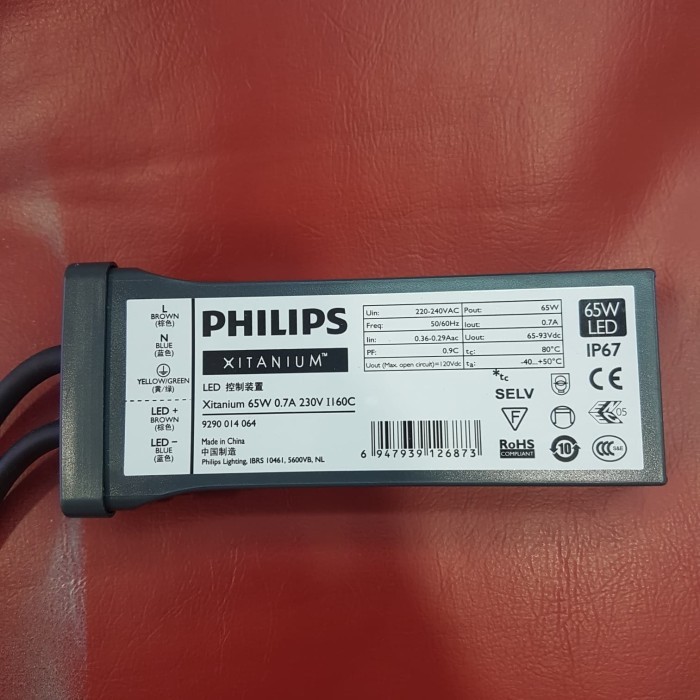 L
BROWN
(棕色)
N
BLUE
(蓝色)
YELLOW/GREEN
(黄/绿)
LED +
BROWN
(棕色)
LED −
BLUE
(蓝色)
PHILIPS
XITANIUM™
LED 控制装置
Xitanium 65W 0.7A 230V I160C
9290 014 064
Made in China
中国制造
Philips Lighting, IBRS 10461, 5600VB, NL
Uin: 220-240VAC Pout: 65W
Freq: 50/60Hz Iout: 0.7A
Iin: 0.36-0.29Aac Uout: 65-93Vdc
PF: 0.9C tc: 80°C
Uout (Max. open circuit)=120Vdc ta: -40...+50°C
*tc
SELV
F
RoHS
COMPLIANT
10
6 947939 126873
65W
LED
IP67
CE
05
CCC S&E